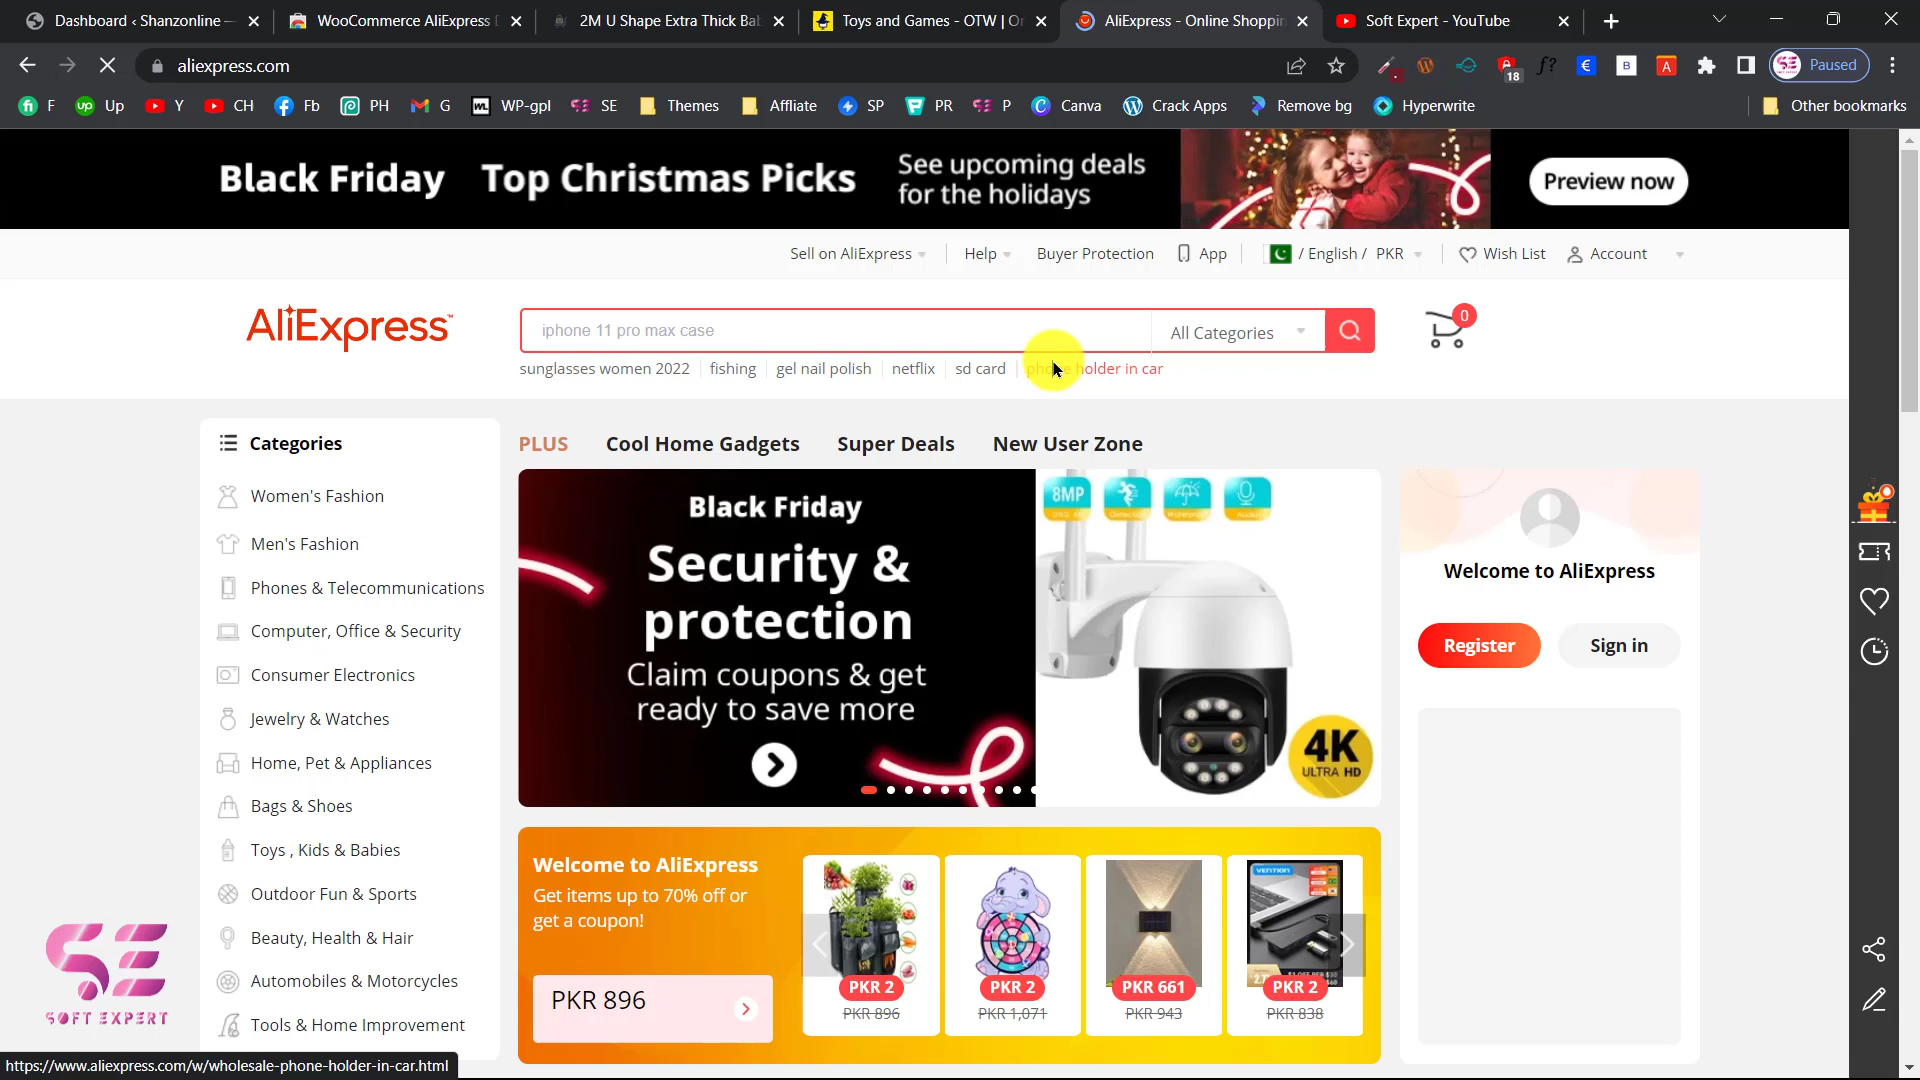 Dashboard ‹ Shanzonline —
WooCommerce AliExpress
2M U Shape Extra Thick Bab
Toys and Games - OTW | O
AliExpress - Online Shoppin
Soft Expert - YouTube
aliexpress.com
18
Paused
F
Up
Y
CH
Fb
PH
G
WP-gpl
SE
Themes
Affliate
SP
PR
P
Canva
Crack Apps
Remove bg
Hyperwrite
Other bookmarks
Black Friday Top Christmas Picks
See upcoming deals
for the holidays
Preview now
Sell on AliExpress
Help
Buyer Protection
App
/ English / PKR
Wish List
Account
AliExpress™
iphone 11 pro max case
All Categories
0
sunglasses women 2022
fishing
gel nail polish
netflix
sd card
phone holder in car
Categories
Women's Fashion
Men's Fashion
Phones & Telecommunications
Computer, Office & Security
Consumer Electronics
Jewelry & Watches
Home, Pet & Appliances
Bags & Shoes
Toys , Kids & Babies
Outdoor Fun & Sports
Beauty, Health & Hair
Automobiles & Motorcycles
Tools & Home Improvement
PLUS
Cool Home Gadgets
Super Deals
New User Zone
Black Friday
Security &
protection
Claim coupons & get
ready to save more
8MP
4K
ULTRA HD
Welcome to AliExpress
Register
Sign in
Welcome to AliExpress
Get items up to 70% off or
get a coupon!
PKR 896
PKR 2
PKR 896
PKR 2
PKR 1,071
PKR 661
PKR 943
VENTION
PKR 2
PKR 838
SE
SOFT EXPERT
https://www.aliexpress.com/w/wholesale-phone-holder-in-car.html